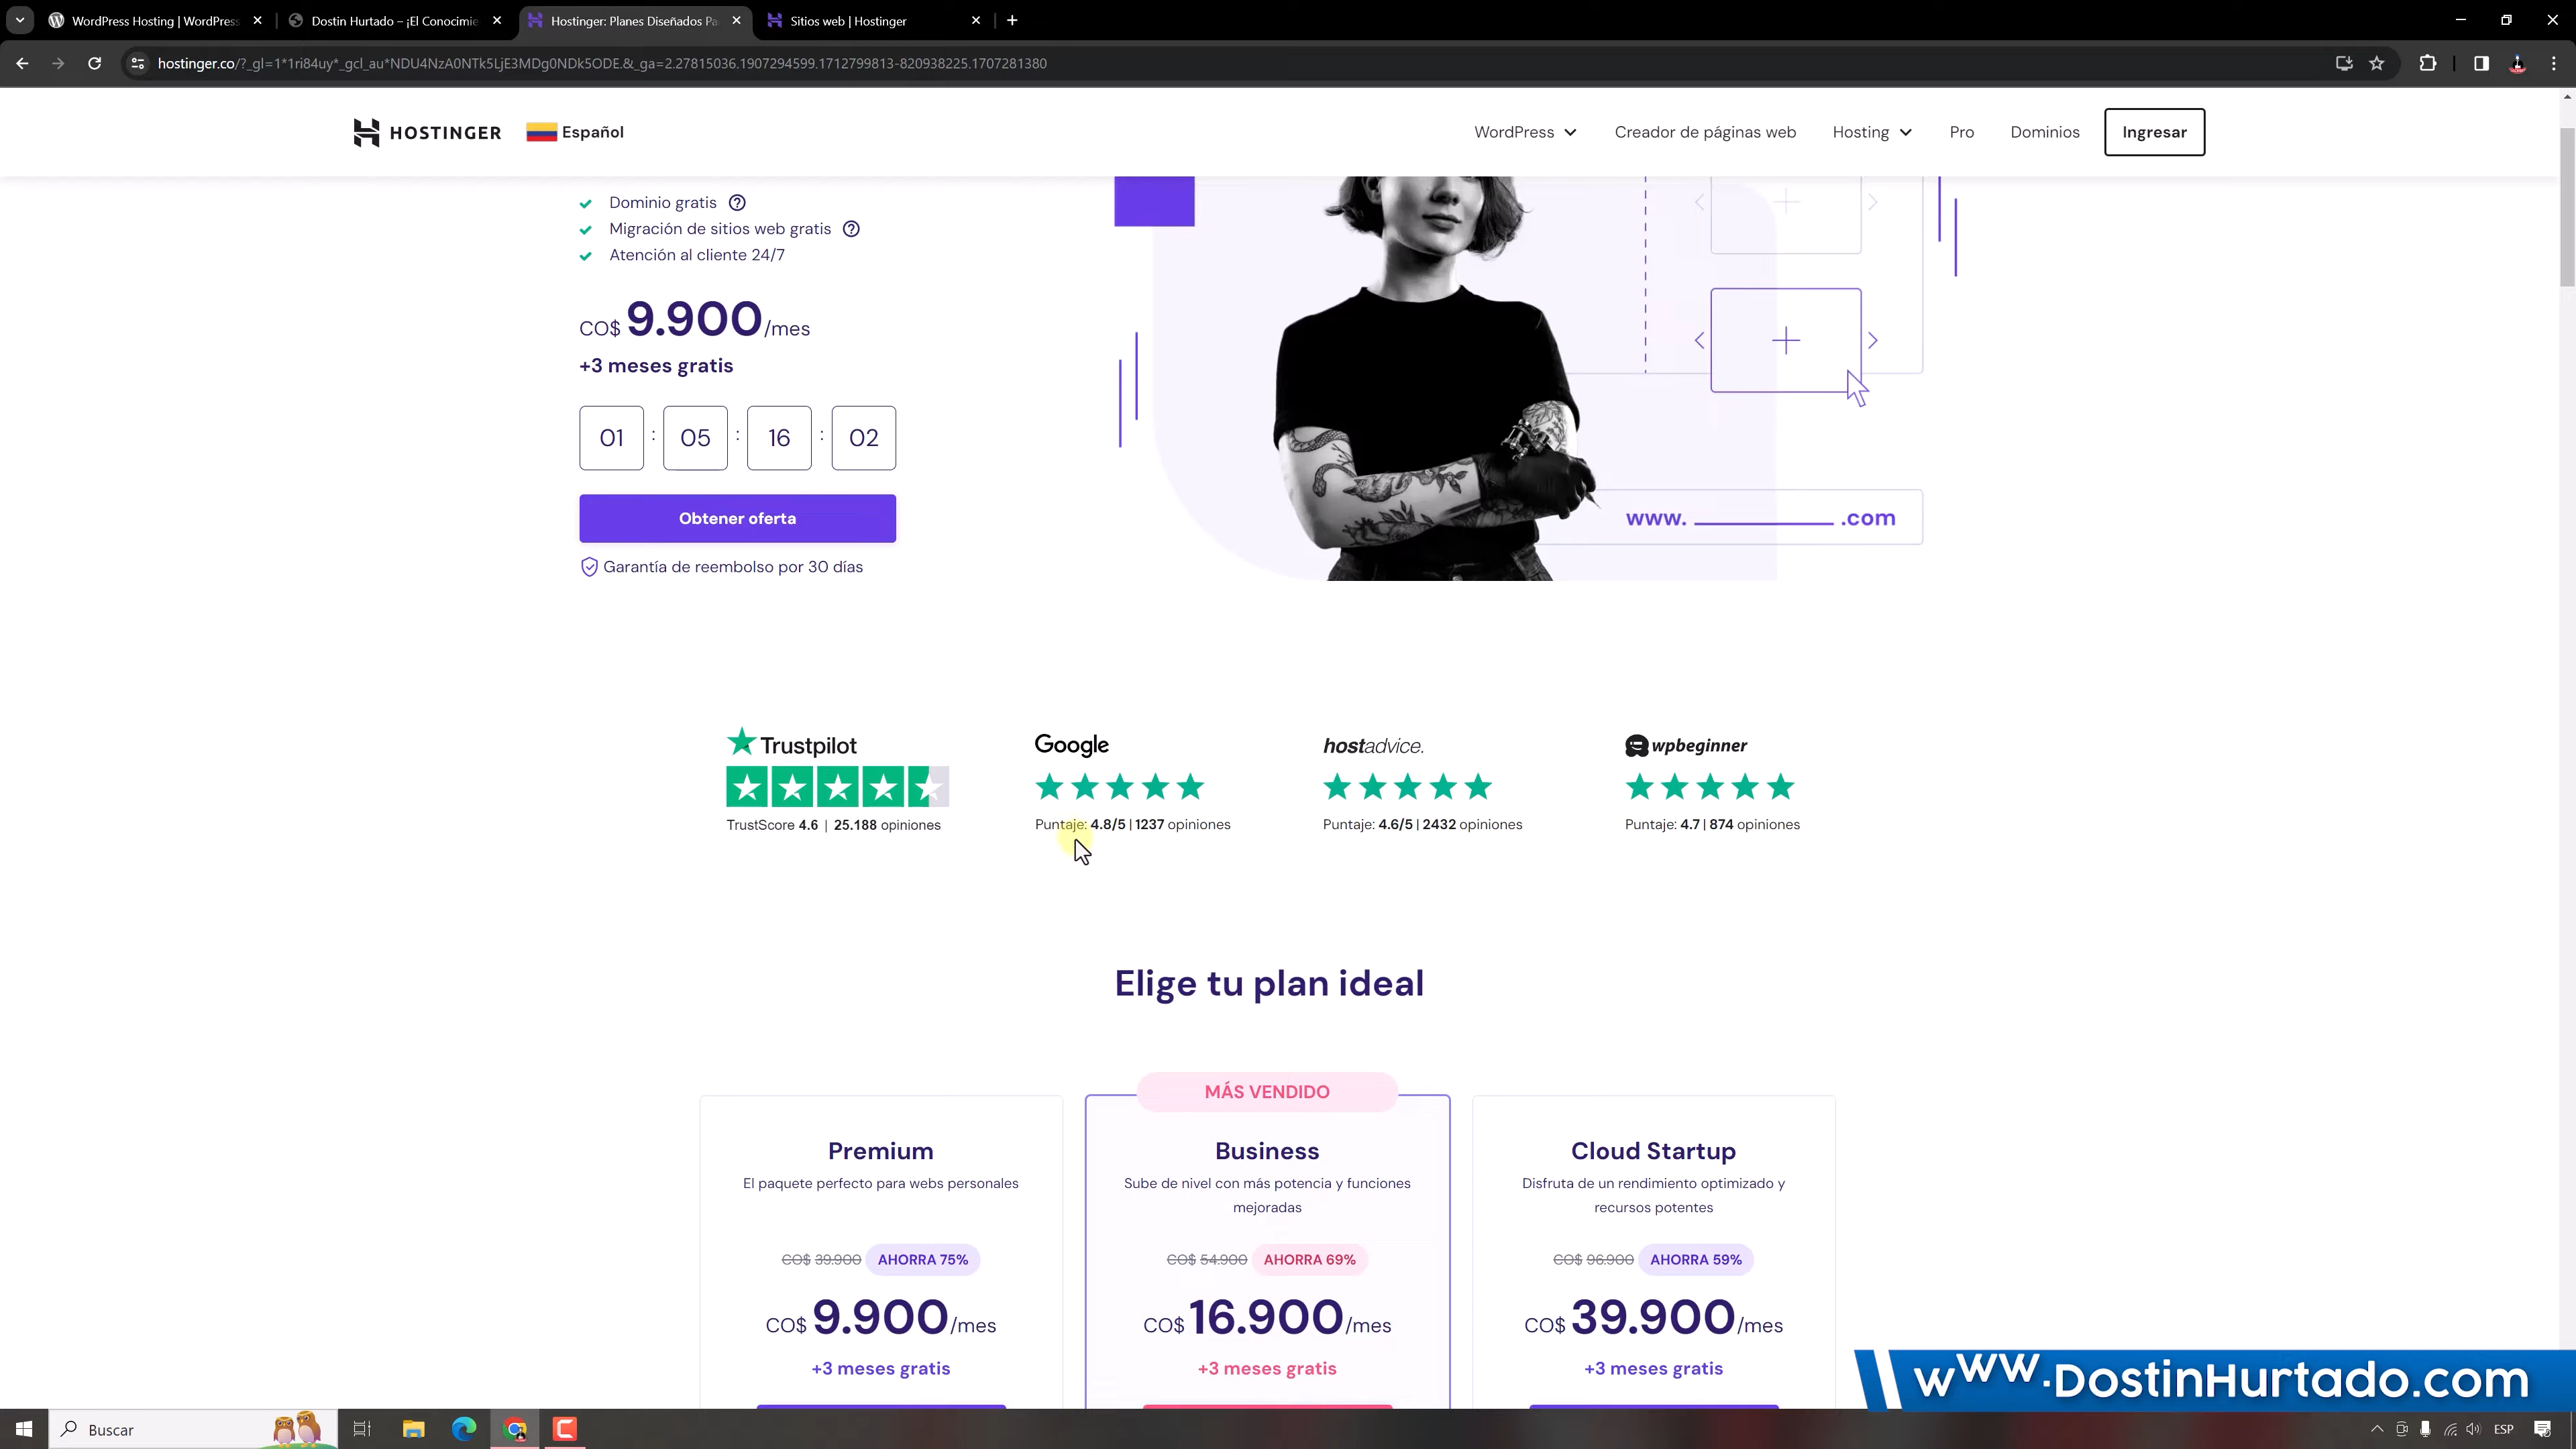 WordPress Hosting | WordPress
Dostin Hurtado – ¡El Conocimie
Hostinger: Planes Diseñados Pa
Sitios web | Hostinger
hostinger.co/?_gl=1*1ri84uy*_gcl_au*NDU4NzA0NTk5LjE3MDg0NDk5ODE.&_ga=2.27815036.1907294599.1712799813-820938225.1707281380
HOSTINGER
Español
WordPress
Creador de páginas web
Hosting
Pro
Dominios
Ingresar
Dominio gratis
Migración de sitios web gratis
Atención al cliente 24/7
CO$ 9.900/mes
+3 meses gratis
01 : 05 : 16 : 02
Obtener oferta
Garantía de reembolso por 30 días
www. ____________ .com
Trustpilot
TrustScore 4.6 | 25.188 opiniones
Google
Puntaje: 4.8/5 | 1237 opiniones
hostadvice.
Puntaje: 4.6/5 | 2432 opiniones
wpbeginner
Puntaje: 4.7 | 874 opiniones
Elige tu plan ideal
Premium
El paquete perfecto para webs personales
CO$ 39.900 AHORRA 75%
CO$ 9.900/mes
+3 meses gratis
MÁS VENDIDO
Business
Sube de nivel con más potencia y funciones
mejoradas
CO$ 54.900 AHORRA 69%
CO$ 16.900/mes
+3 meses gratis
Cloud Startup
Disfruta de un rendimiento optimizado y
recursos potentes
CO$ 96.900 AHORRA 59%
CO$ 39.900/mes
+3 meses gratis
www.DostinHurtado.com
Buscar
ESP